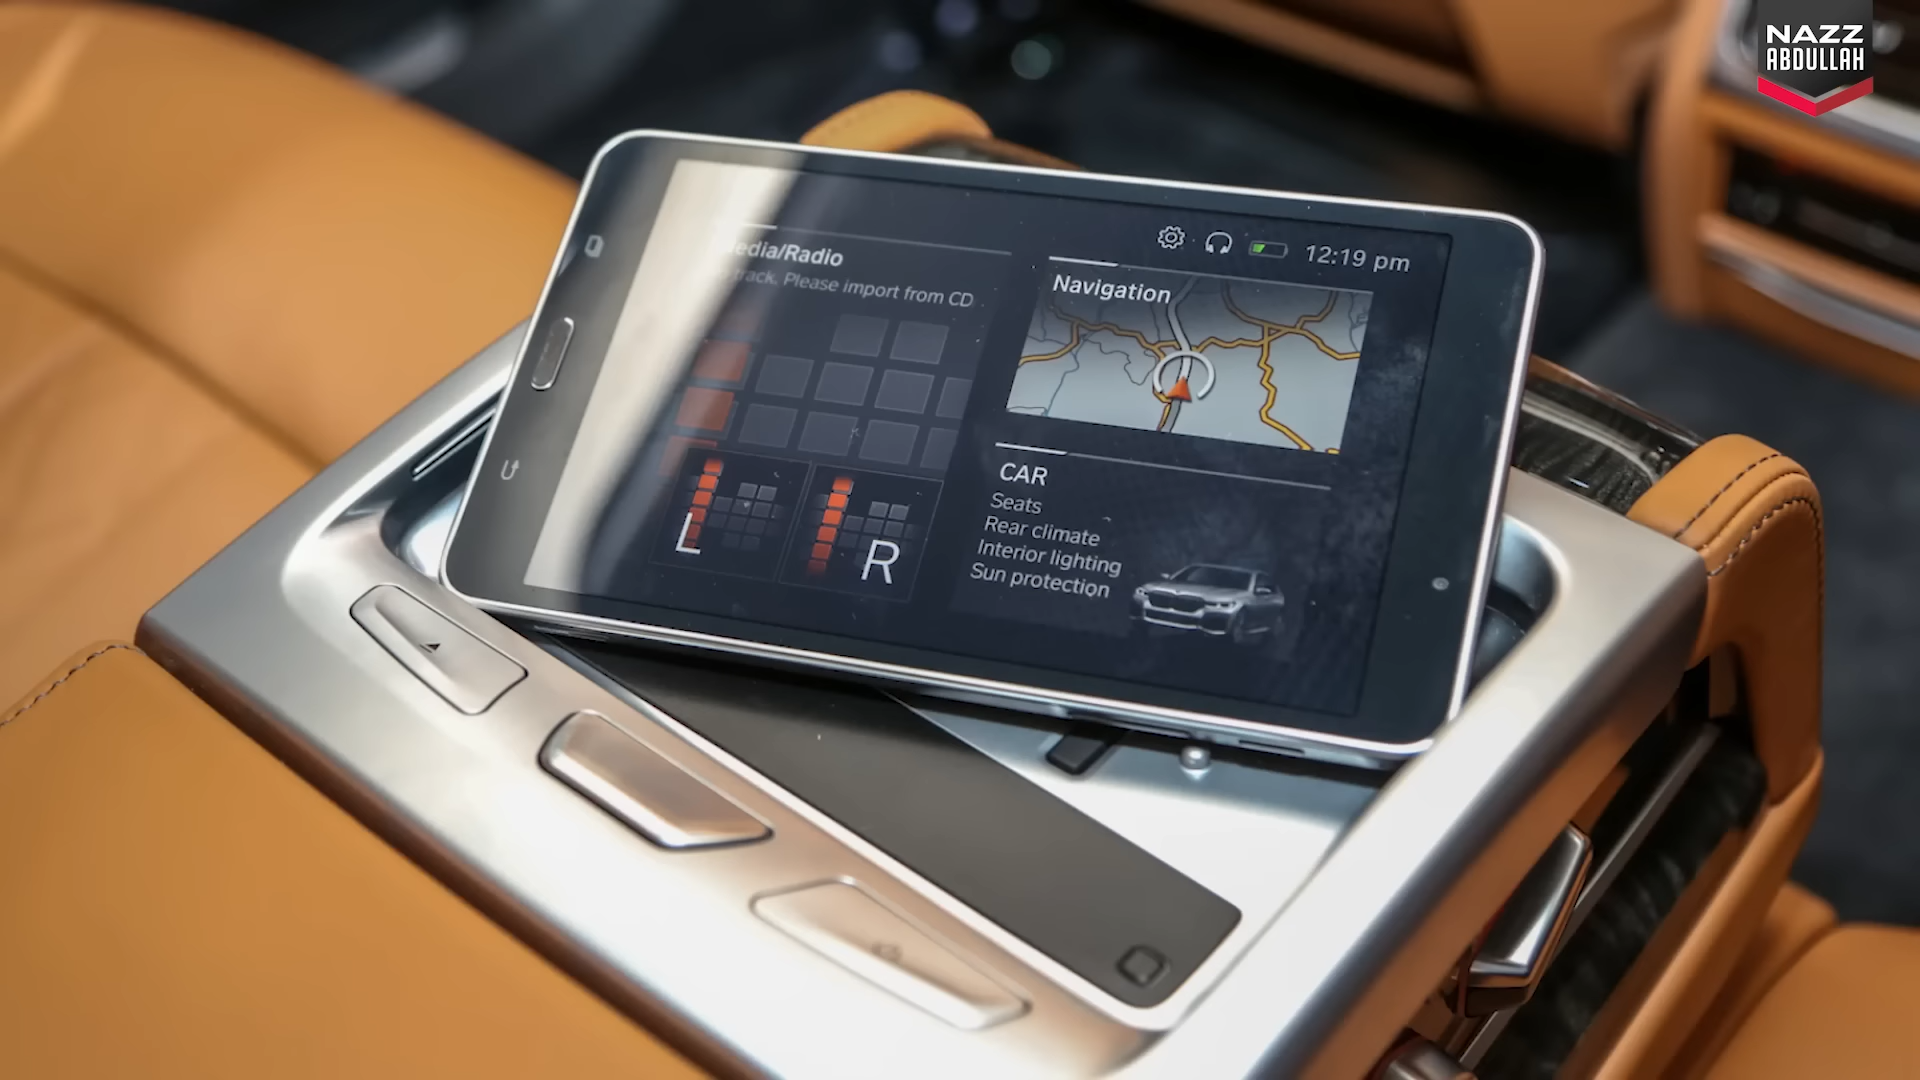 NAZZ
ABDULLAH
12:19 pm
edia/Radio
track. Please import from CD
L
R
Navigation
CAR
Seats
Rear climate
Interior lighting
Sun protection